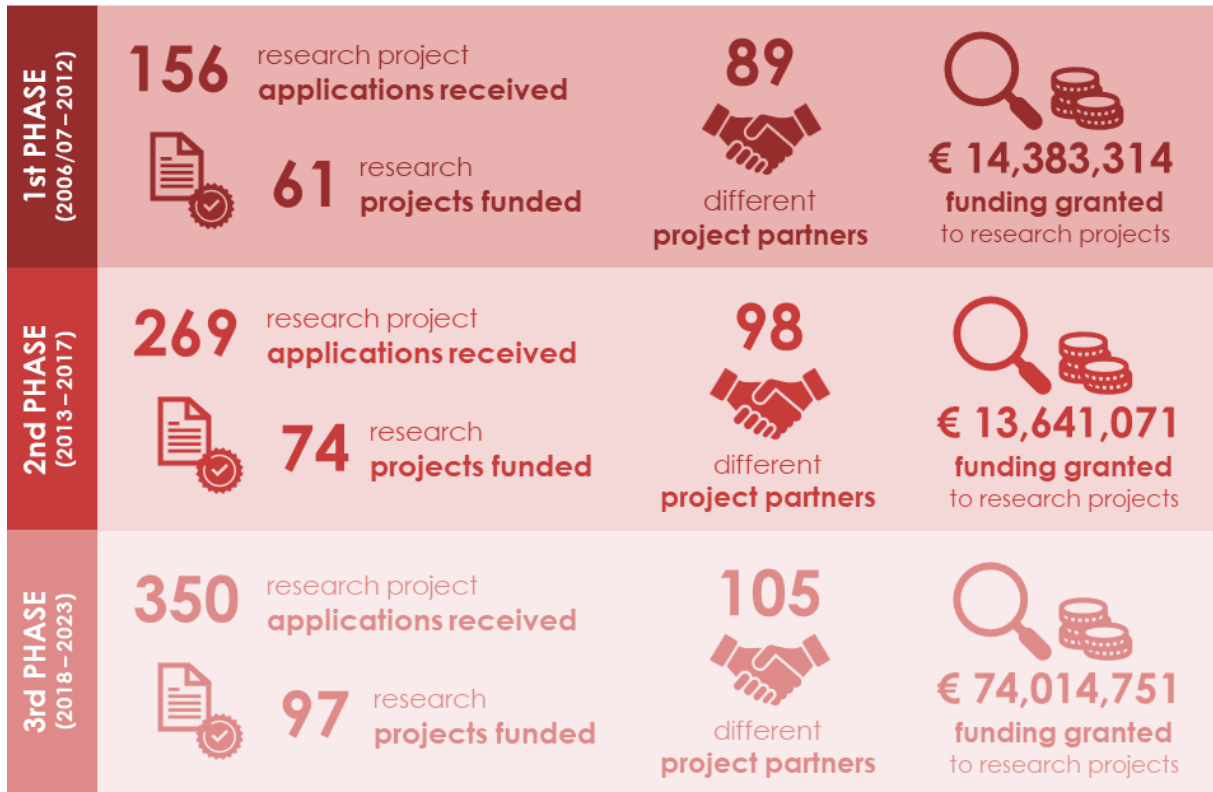 1st PHASE
(2006/07–2012)
156
research project
applications received
61
research
projects funded
89
different
project partners
€ 14,383,314
funding granted
to research projects
2nd PHASE
(2013–2017)
269
research project
applications received
74
research
projects funded
98
different
project partners
€ 13,641,071
funding granted
to research projects
3rd PHASE
(2018–2023)
350
research project
applications received
97
research
projects funded
105
different
project partners
€ 74,014,751
funding granted
to research projects